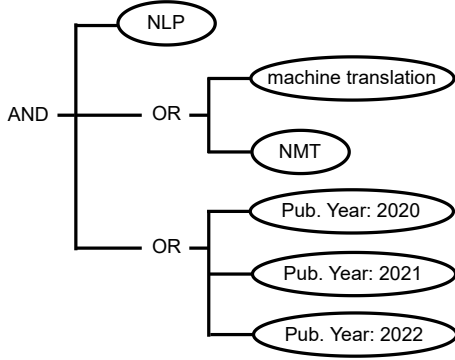 NLP
machine translation
AND
OR
NMT
Pub. Year: 2020
OR
Pub. Year: 2021
Pub. Year: 2022